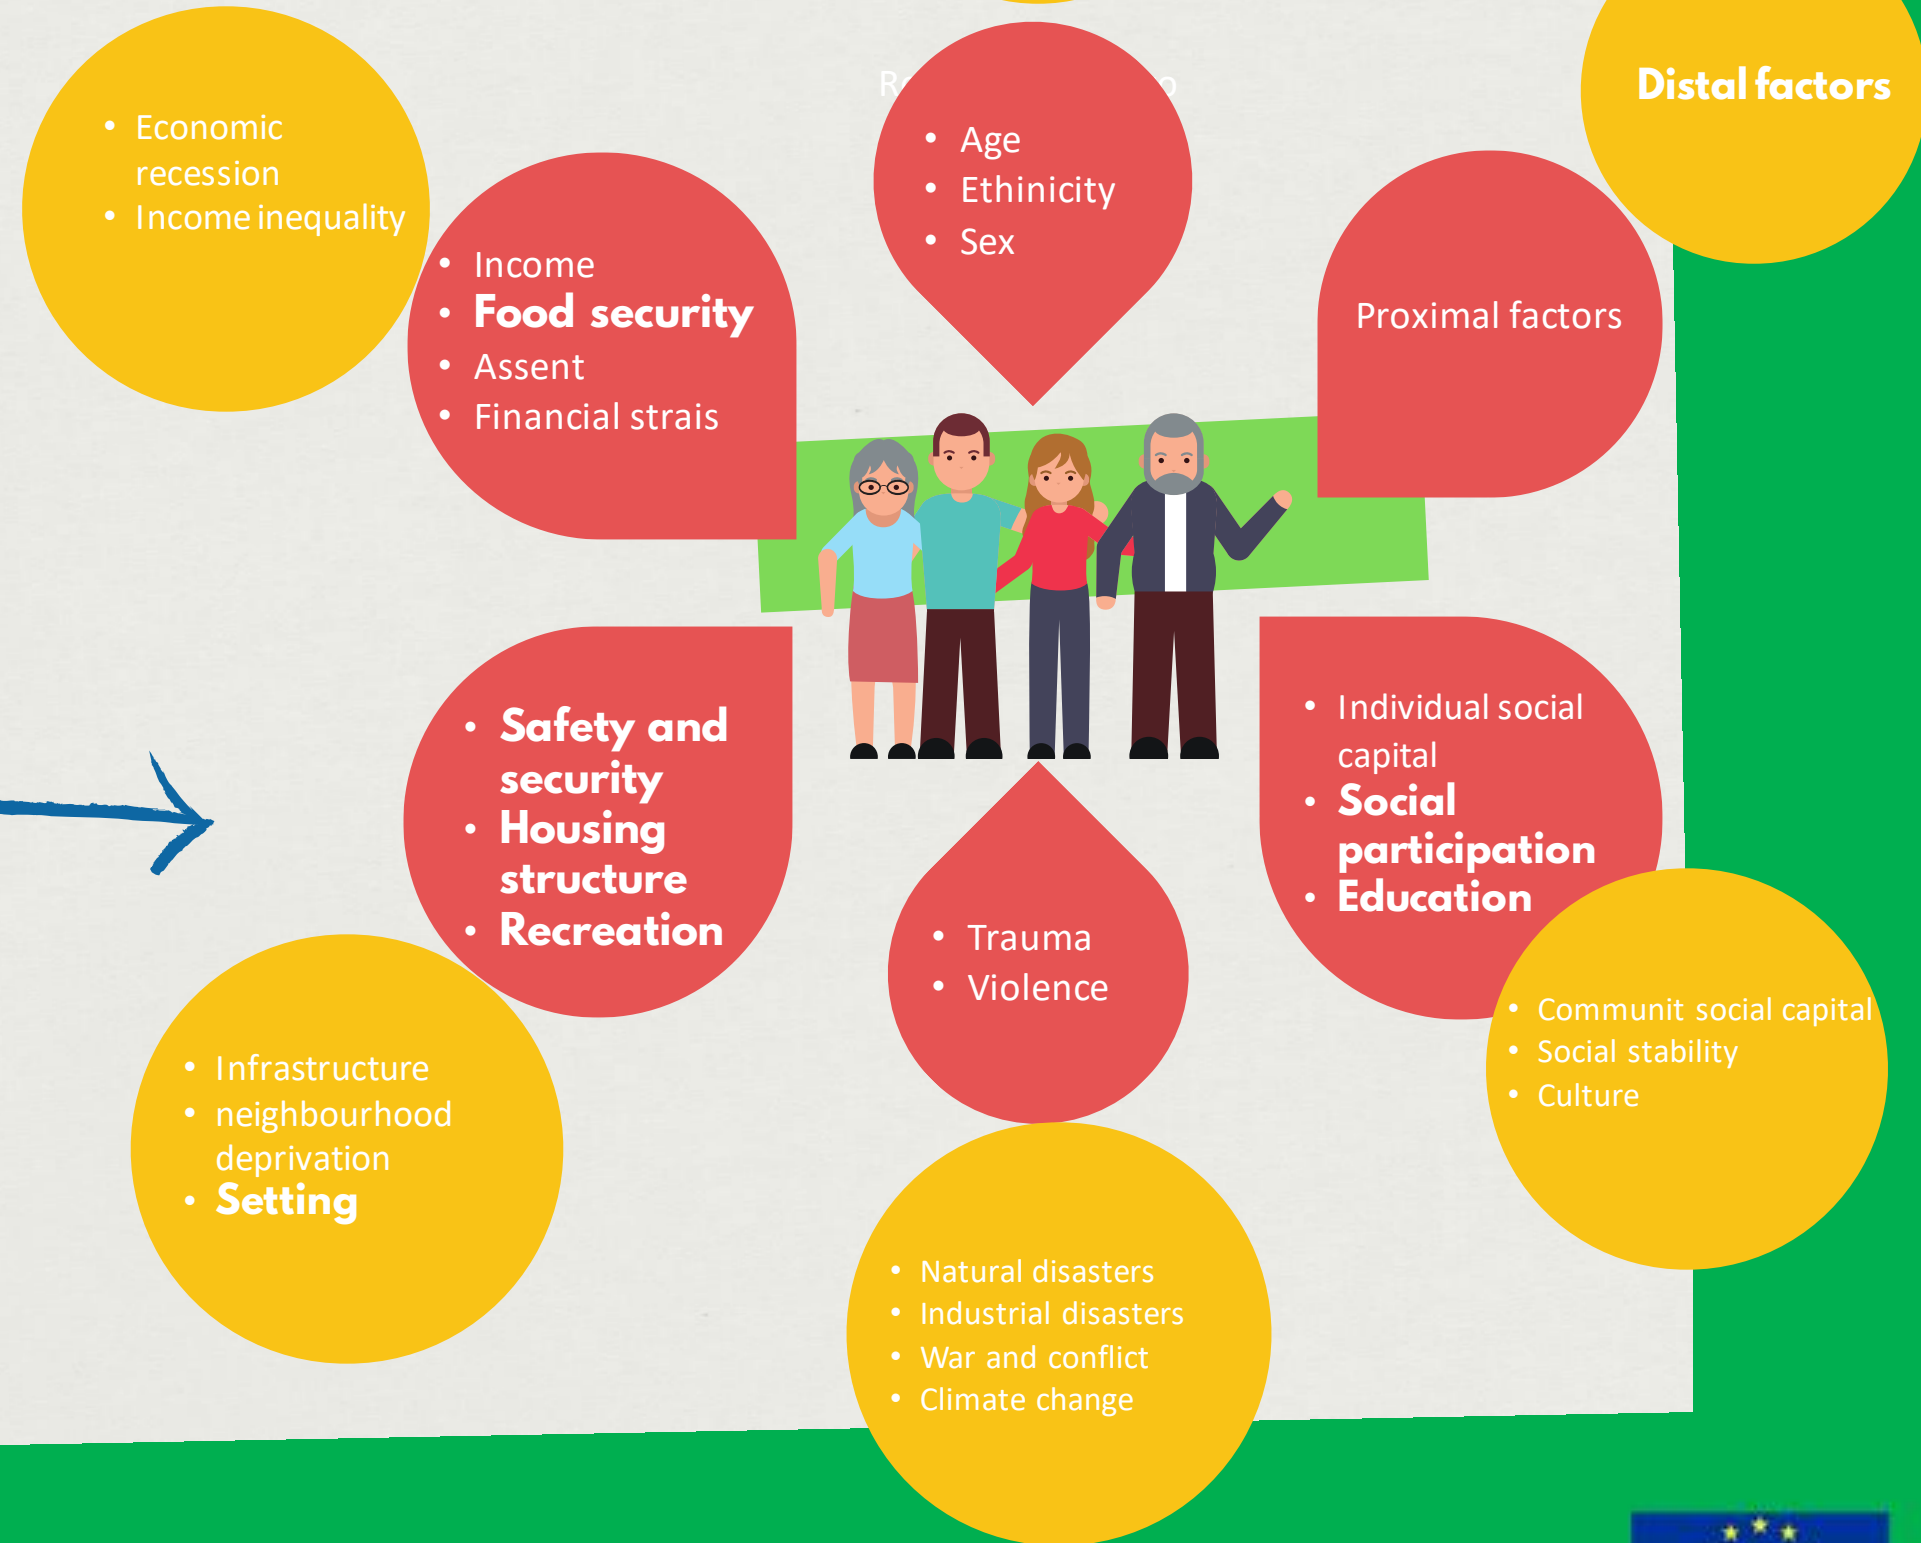 • Economic
recession
• Income inequality
• Income
• Food security
• Assent
• Financial strais
• Age
• Ethinicity
• Sex
Distal factors
Proximal factors
• Safety and
security
• Housing
structure
• Recreation
• Individual social
capital
• Social
participation
• Education
• Trauma
• Violence
• Infrastructure
• neighbourhood
deprivation
• Setting
• Communit social capital
• Social stability
• Culture
• Natural disasters
• Industrial disasters
• War and conflict
• Climate change